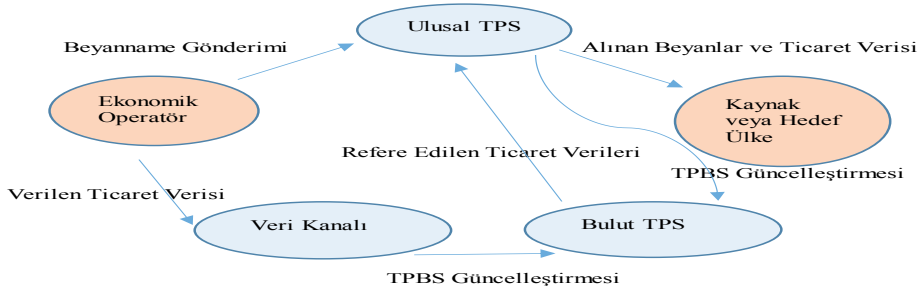 Ulusal TPS
Beyanname Gönderimi
Alınan Beyanlar ve Ticaret Verisi
Ekonomik
Operatör
Kaynak
veya Hedef
Ülke
Refere Edilen Ticaret Verileri
TPBS Güncelleştirmesi
Verilen Ticaret Verisi
Veri Kanalı
Bulut TPS
TPBS Güncelleştirmesi